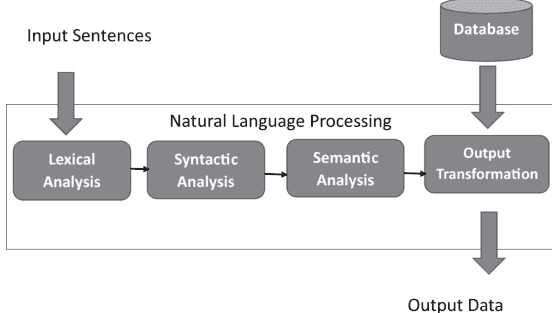 Input Sentences
Database
Natural Language Processing
Lexical
Analysis
Syntactic
Analysis
Semantic
Analysis
Output
Transformation
Output Data